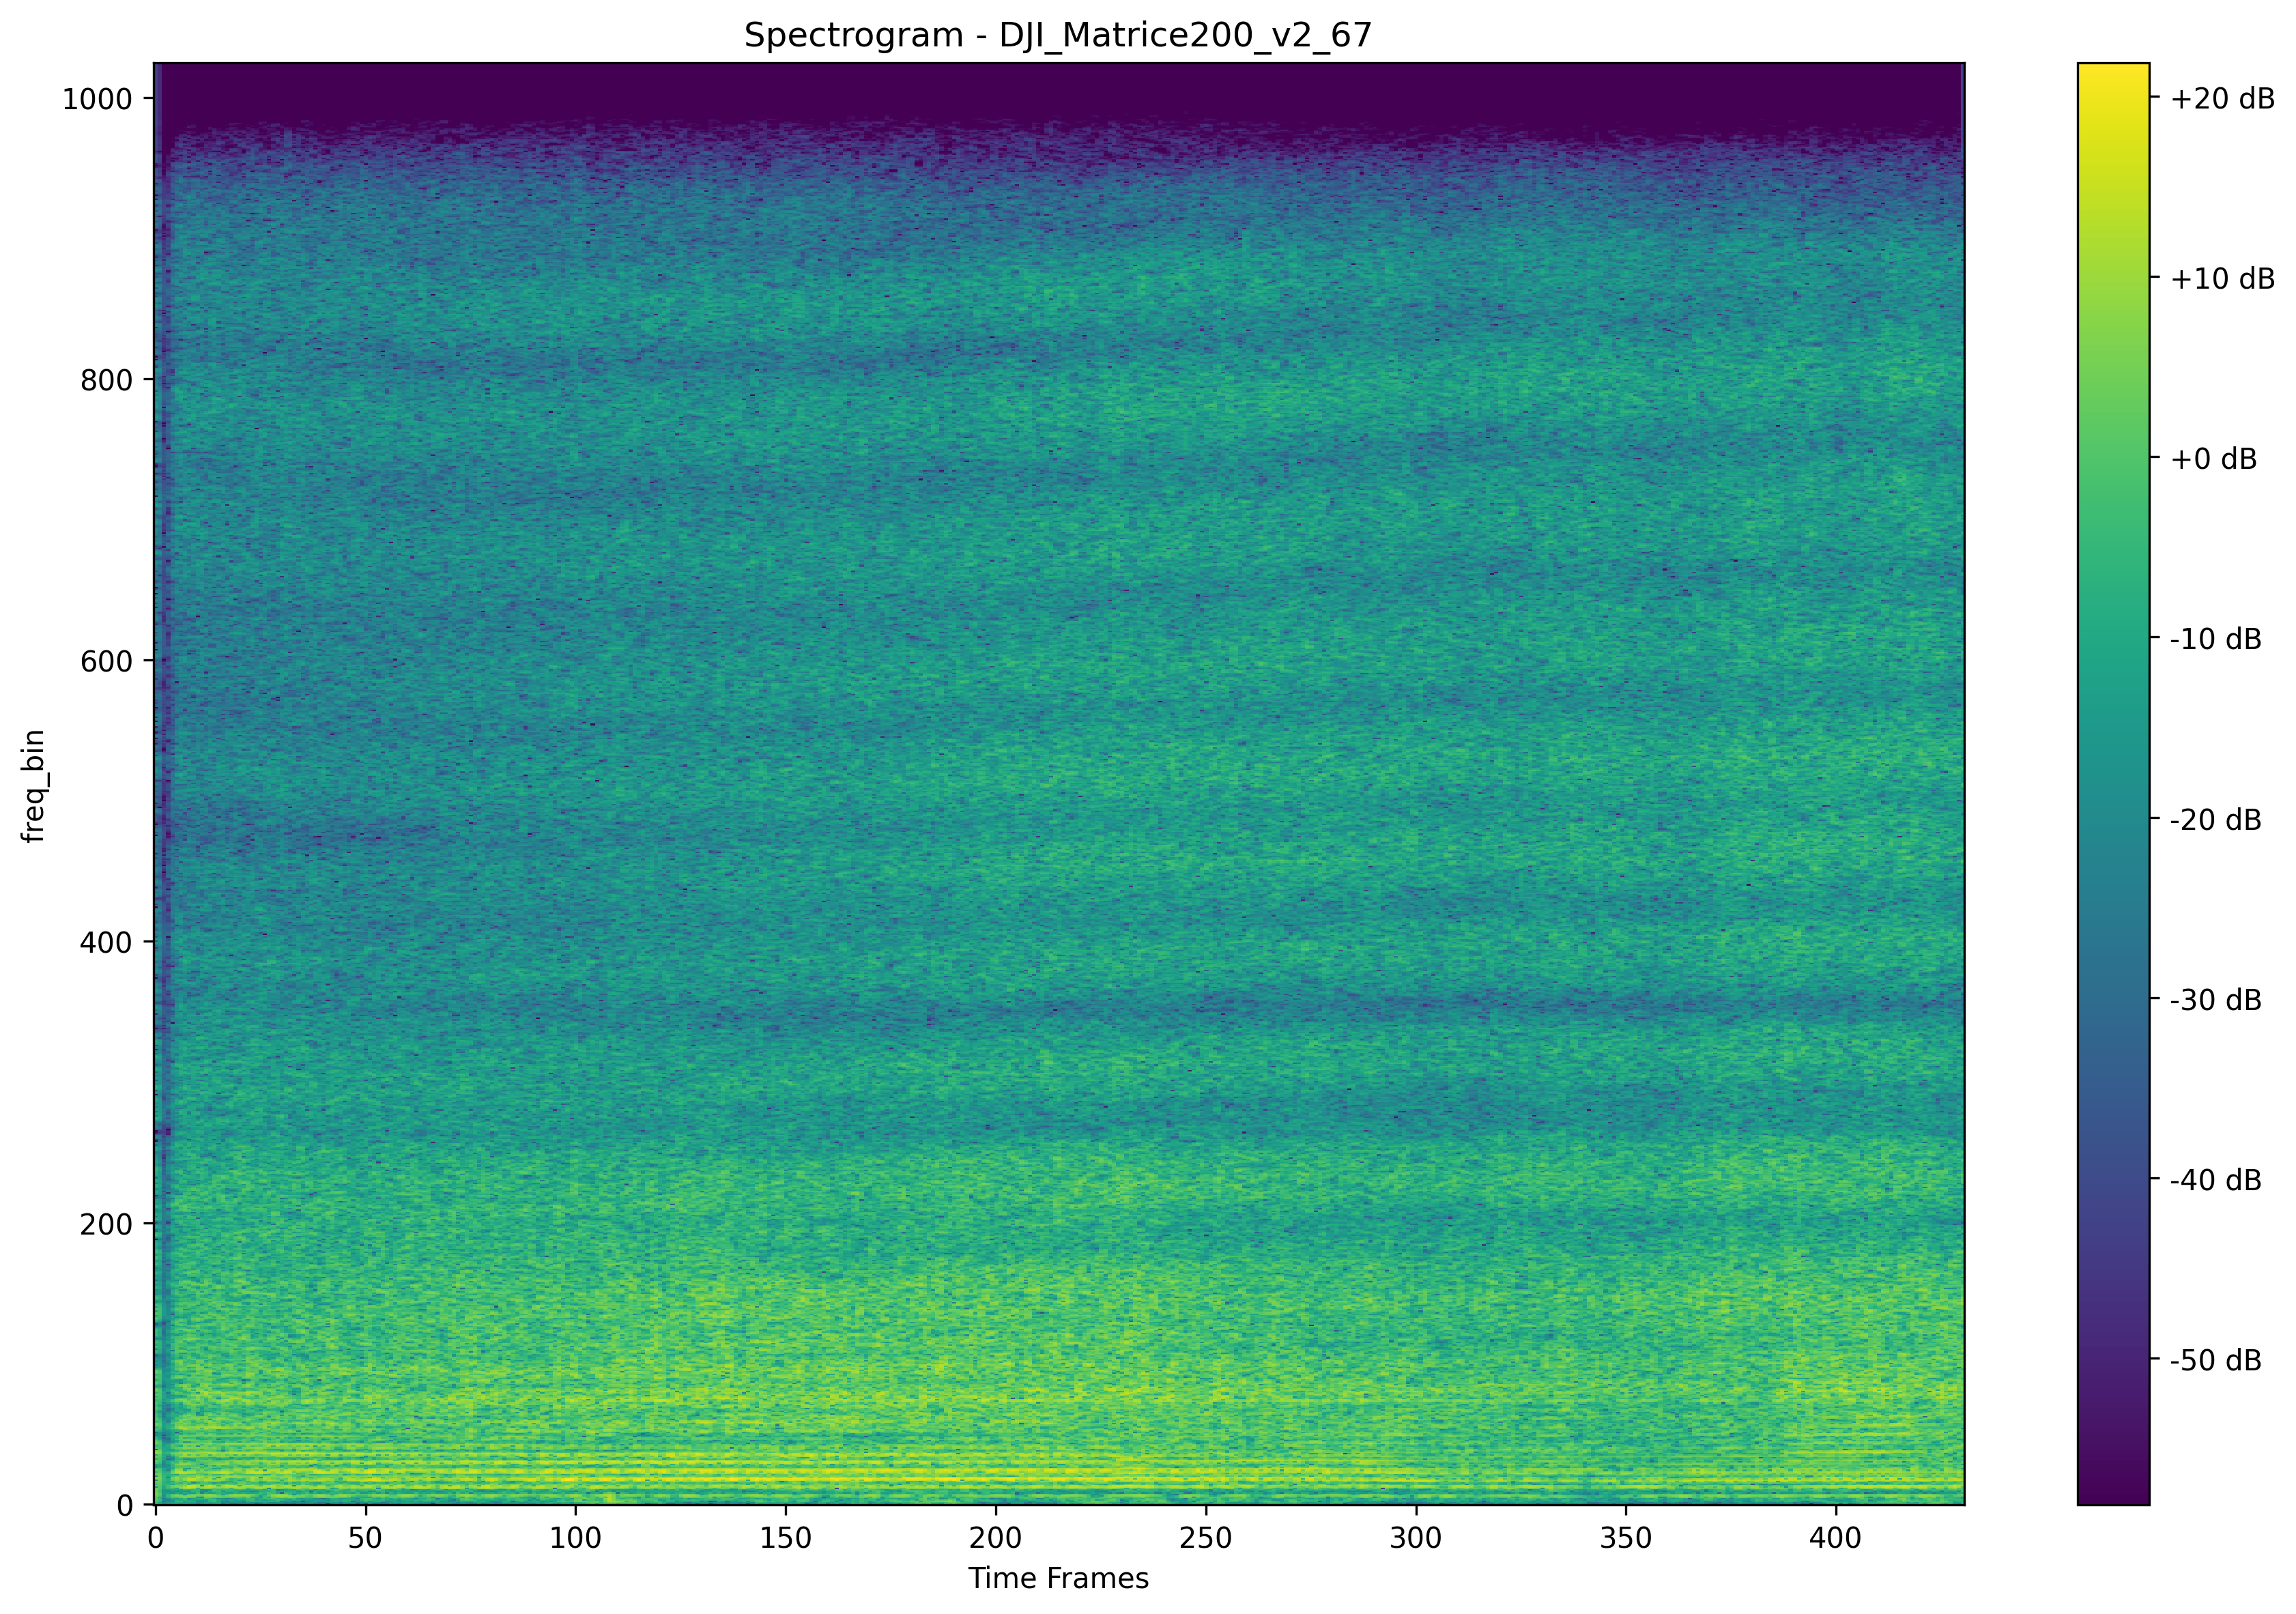 Spectrogram - DJI_Matrice200_v2_67
freq_bin
1000
800
600
400
200
0
0 50 100 150 200 250 300 350 400
Time Frames
+20 dB
+10 dB
+0 dB
-10 dB
-20 dB
-30 dB
-40 dB
-50 dB